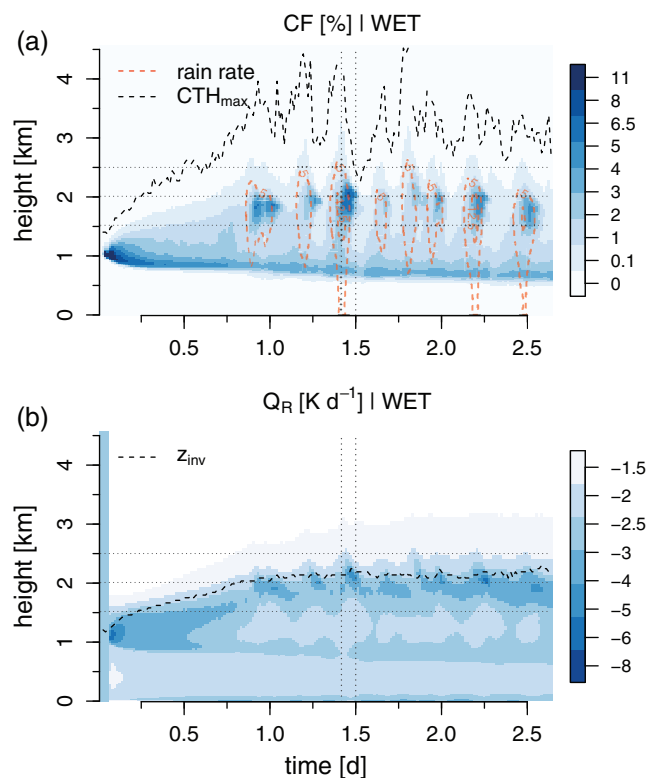 CF [%] | WET
(a)
rain rate
CTHmax
height [km]
4
3
2
1
0
0.5 1.0 1.5 2.0 2.5
11
8
6.5
5
4
3
2
1
0.1
0
QR [K d−1] | WET
(b)
zinv
height [km]
4
3
2
1
0
0.5 1.0 1.5 2.0 2.5
time [d]
−1.5
−2
−2.5
−3
−4
−5
−6
−8